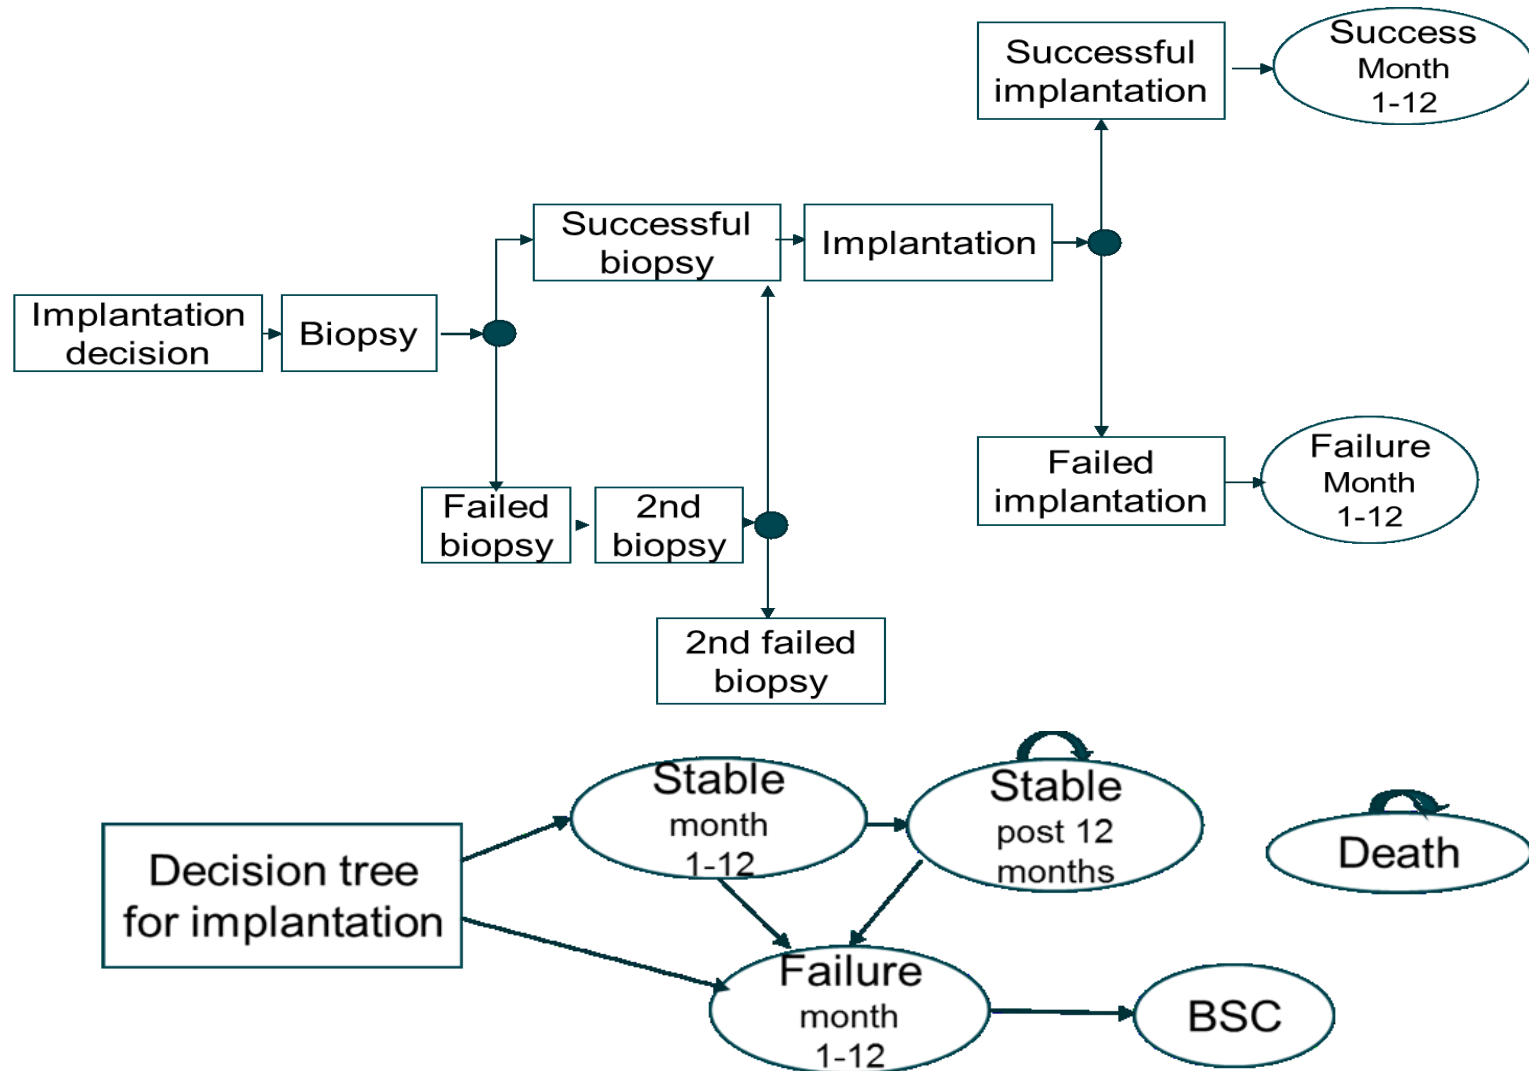 Successful
implantation
Success
Month
1-12
Successful
biopsy
Implantation
Implantation
decision
Biopsy
Failed
implantation
Failure
Month
1-12
Failed
biopsy
2nd
biopsy
2nd failed
biopsy
Stable
month
1-12
Stable
post 12
months
Death
Decision tree
for implantation
Failure
month
1-12
BSC